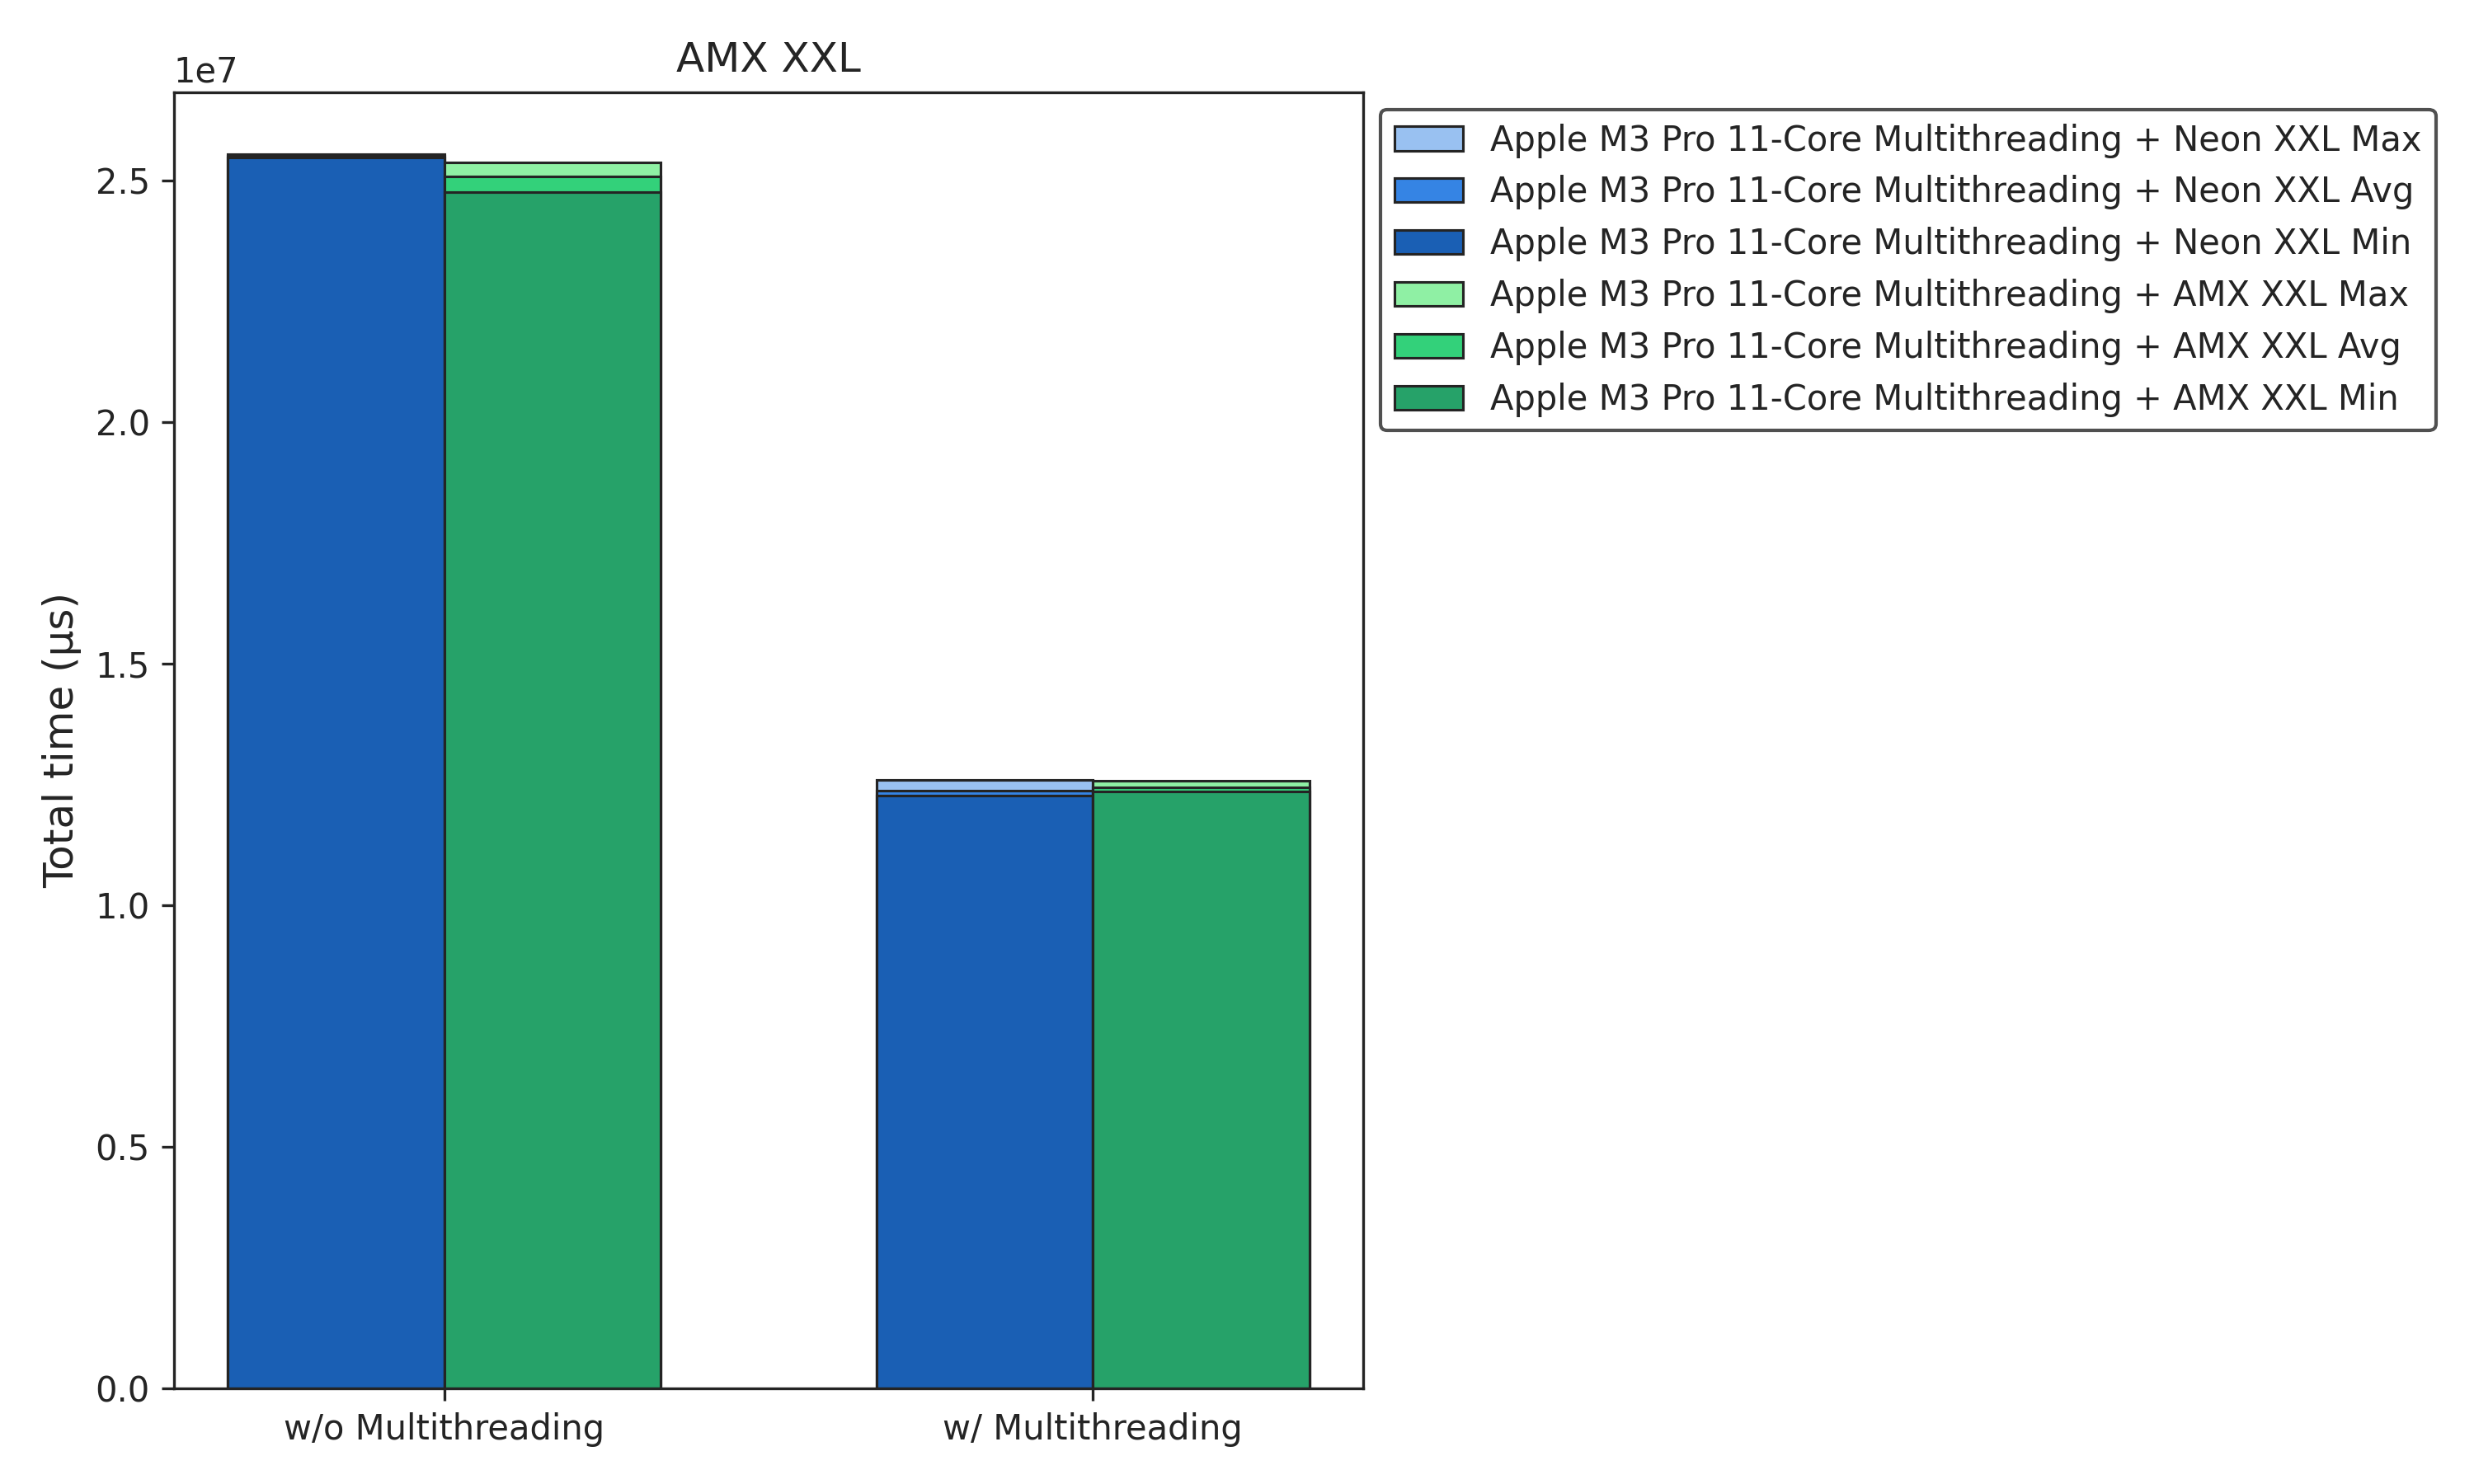 AMX XXL
1e7
2.5
2.0
1.5
1.0
0.5
0.0
Total time (µs)
w/o Multithreading
w/ Multithreading
Apple M3 Pro 11-Core Multithreading + Neon XXL Max
Apple M3 Pro 11-Core Multithreading + Neon XXL Avg
Apple M3 Pro 11-Core Multithreading + Neon XXL Min
Apple M3 Pro 11-Core Multithreading + AMX XXL Max
Apple M3 Pro 11-Core Multithreading + AMX XXL Avg
Apple M3 Pro 11-Core Multithreading + AMX XXL Min